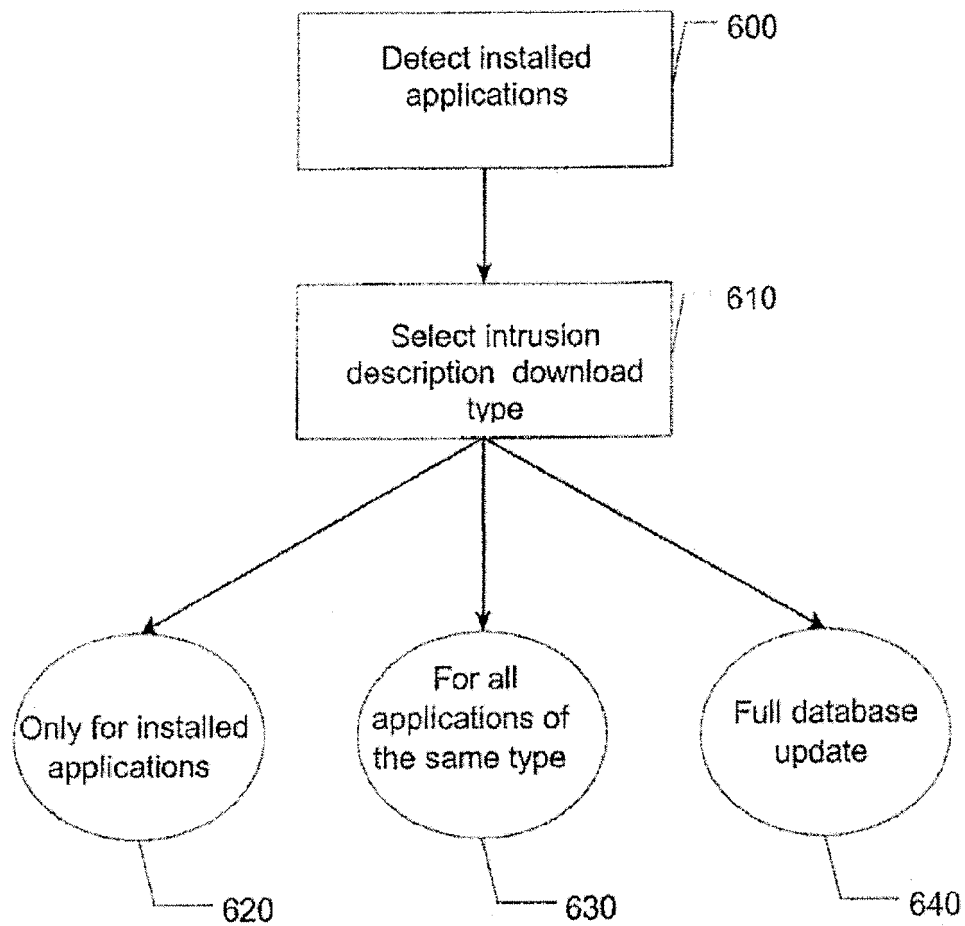 Detect installed
applications
600
Select intrusion
description download
type
610
Only for installed
applications
620
For all
applications of
the same type
630
Full database
update
640